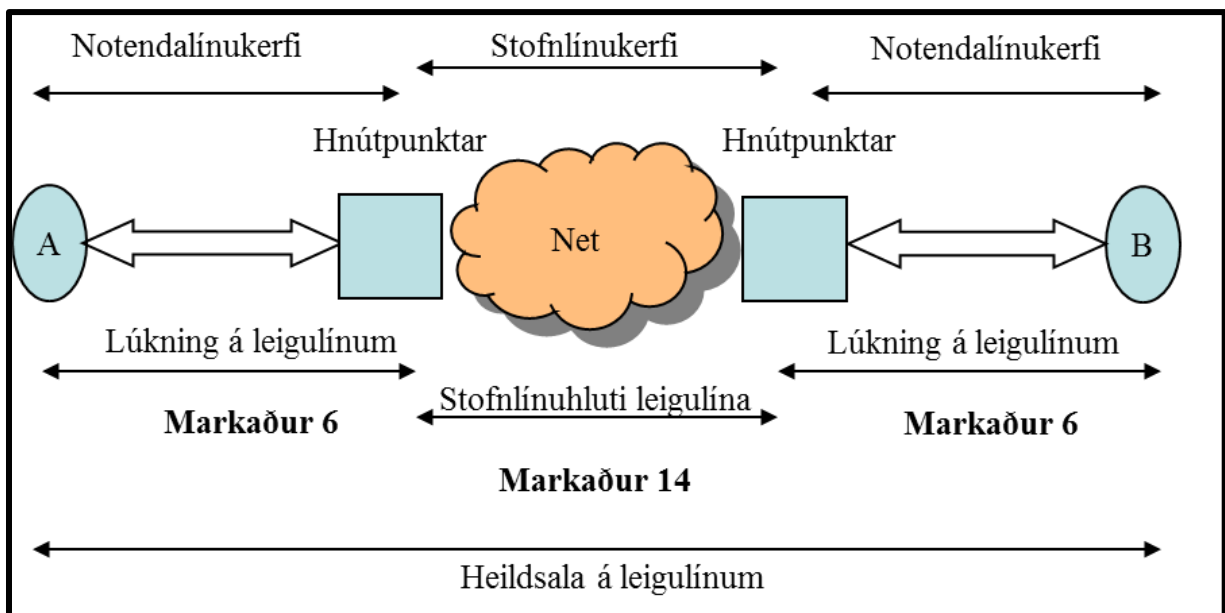 Notendalínukerfi
Stofnlínukerfi
Notendalínukerfi
Hnútpunktar
Hnútpunktar
A
Net
B
Lúkning á leigulínum
Lúkning á leigulínum
Stofnlínuhluti leigulína
Markaður 6
Markaður 6
Markaður 14
Heildsala á leigulínum